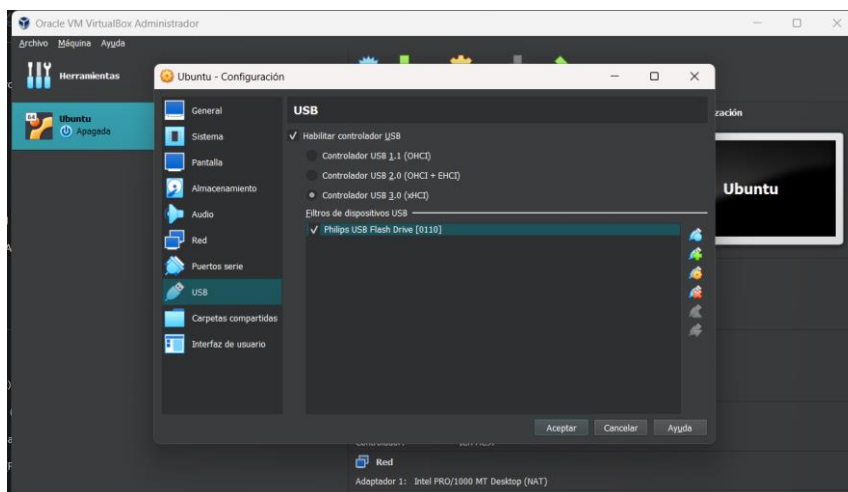 Oracle VM VirtualBox Administrador
Archivo Máquina Ayuda
Herramientas
64
Ubuntu
Apagada
Ubuntu - Configuración
General
Sistema
Pantalla
Almacenamiento
Audio
Red
Puertos serie
USB
Carpetas compartidas
Interfaz de usuario
USB
Habilitar controlador USB
Controlador USB 1.1 (OHCI)
Controlador USB 2.0 (OHCI + EHCI)
Controlador USB 3.0 (xHCI)
Filtros de dispositivos USB
Philips USB Flash Drive [0110]
Aceptar Cancelar Ayuda
zación
Ubuntu
Red
Adaptador 1: Intel PRO/1000 MT Desktop (NAT)